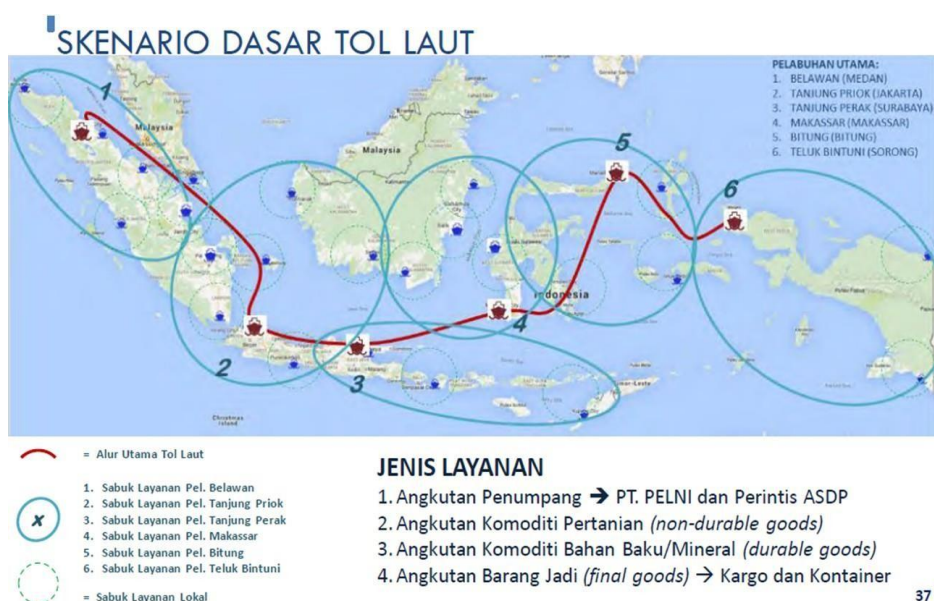 SKENARIO DASAR TOL LAUT
PELABUHAN UTAMA:
1. BELAWAN (MEDAN)
2. TANJUNG PRIOK (JAKARTA)
3. TANJUNG PERAK (SURABAYA)
4. MAKASSAR (MAKASSAR)
5. BITUNG (BITUNG)
6. TELUK BINTUNI (SORONG)
1
Malaysia
Malaysia
5
6
Indonesia
4
2
3
Timor-Leste
Christmas
Island
= Alur Utama Tol Laut
X
1. Sabuk Layanan Pel. Belawan
2. Sabuk Layanan Pel. Tanjung Priok
3. Sabuk Layanan Pel. Tanjung Perak
4. Sabuk Layanan Pel. Makassar
5. Sabuk Layanan Pel. Bitung
6. Sabuk Layanan Pel. Teluk Bintuni
= Sabuk Layanan Lokal
JENIS LAYANAN
1. Angkutan Penumpang → PT. PELNI dan Perintis ASDP
2. Angkutan Komoditi Pertanian (non-durable goods)
3. Angkutan Komoditi Bahan Baku/Mineral (durable goods)
4. Angkutan Barang Jadi (final goods) → Kargo dan Kontainer
37